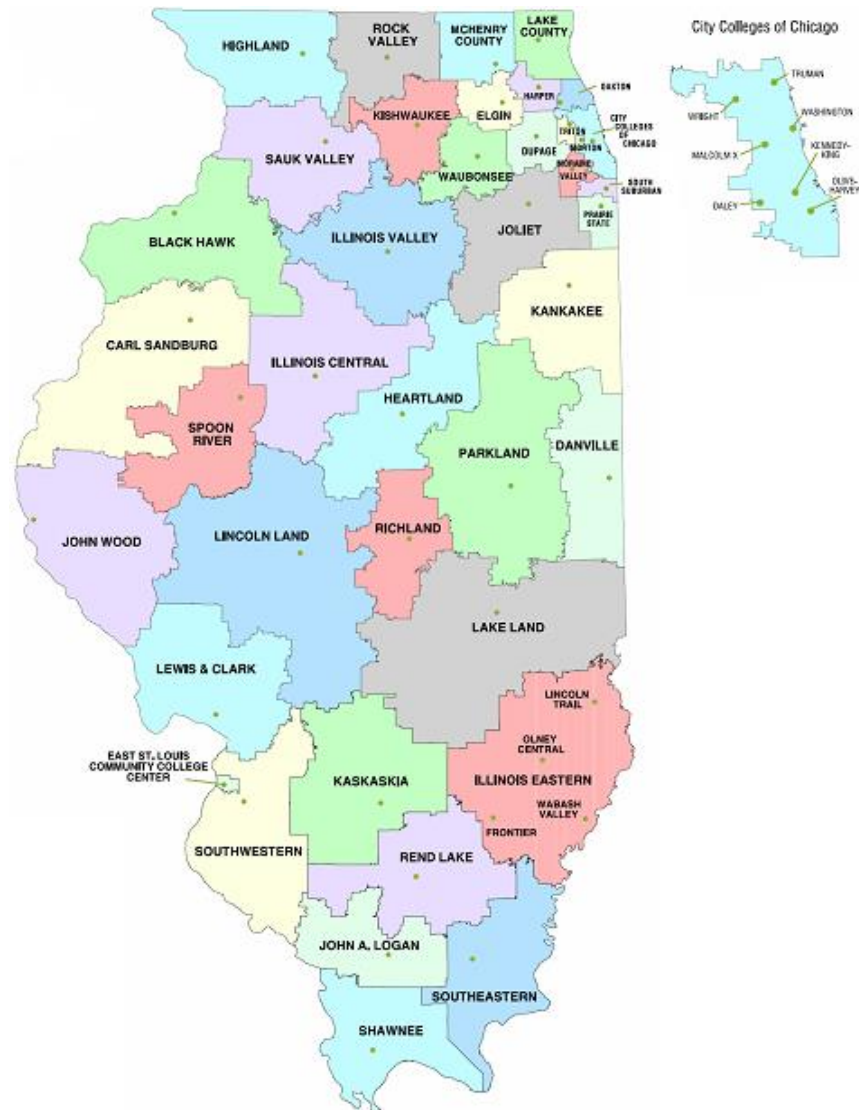 City Colleges of Chicago
TRUMAN
WRIGHT
WASHINGTON
MALCOLM X
KENNEDY-
KING
OLIVE-
HARVEY
DALEY
HIGHLAND
ROCK
VALLEY
MCHENRY
COUNTY
LAKE
COUNTY
OAKTON
HARPER
KISHWAUKEE
ELGIN
TRITON
CITY
COLLEGES
OF
CHICAGO
DUPAGE
MORTON
SAUK VALLEY
WAUBONSEE
MORAINE
VALLEY
SOUTH
SUBURBAN
PRAIRIE
STATE
BLACK HAWK
ILLINOIS VALLEY
JOLIET
KANKAKEE
CARL SANDBURG
ILLINOIS CENTRAL
HEARTLAND
SPOON
RIVER
PARKLAND
DANVILLE
JOHN WOOD
LINCOLN LAND
RICHLAND
LAKE LAND
LEWIS & CLARK
LINCOLN
TRAIL
OLNEY
CENTRAL
EAST ST. LOUIS
COMMUNITY COLLEGE
CENTER
KASKASKIA
ILLINOIS EASTERN
WABASH
VALLEY
FRONTIER
SOUTHWESTERN
REND LAKE
JOHN A. LOGAN
SOUTHEASTERN
SHAWNEE